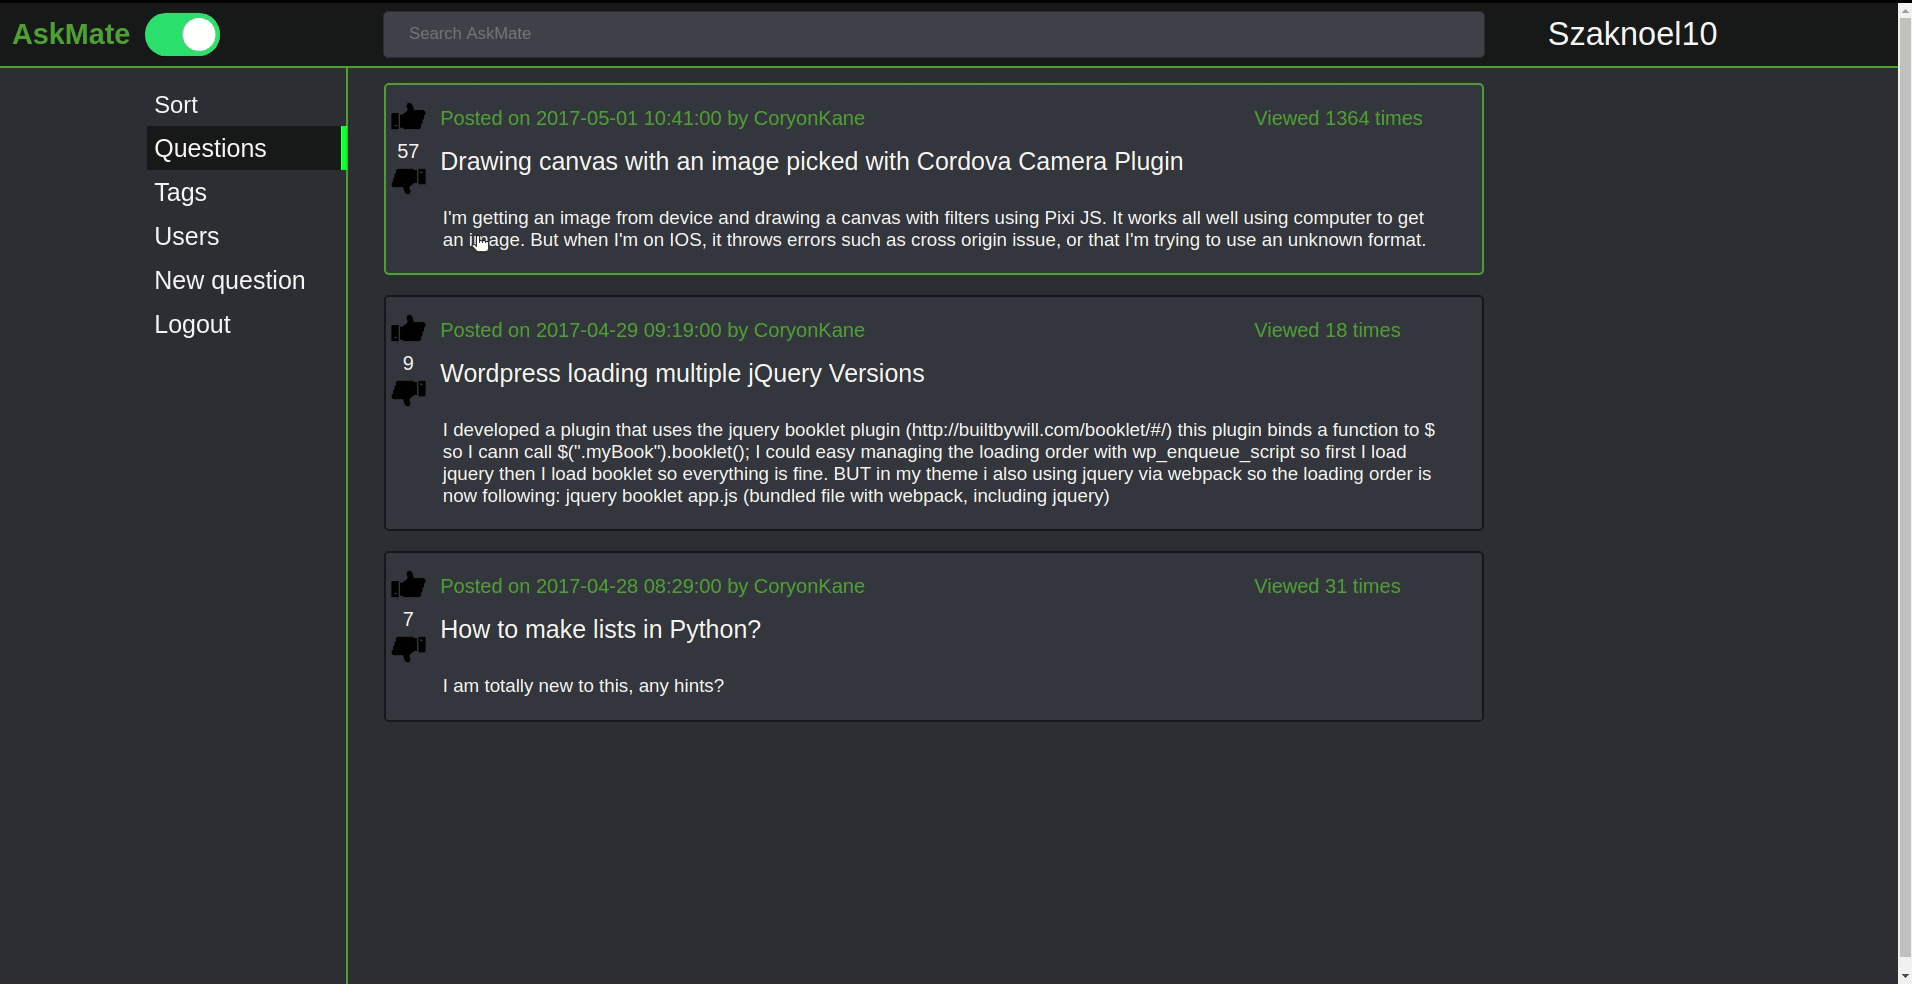 AskMate
Search AskMate
Szaknoel10
Sort
Questions
Tags
Users
New question
Logout
Posted on 2017-05-01 10:41:00 by CoryonKane
Viewed 1364 times
57
Drawing canvas with an image picked with Cordova Camera Plugin
I'm getting an image from device and drawing a canvas with filters using Pixi JS. It works all well using computer to get
an image. But when I'm on IOS, it throws errors such as cross origin issue, or that I'm trying to use an unknown format.
Posted on 2017-04-29 09:19:00 by CoryonKane
Viewed 18 times
9
Wordpress loading multiple jQuery Versions
I developed a plugin that uses the jquery booklet plugin (http://builtbywill.com/booklet/#/) this plugin binds a function to $
so I cann call $(".myBook").booklet(); I could easy managing the loading order with wp_enqueue_script so first I load
jquery then I load booklet so everything is fine. BUT in my theme i also using jquery via webpack so the loading order is
now following: jquery booklet app.js (bundled file with webpack, including jquery)
Posted on 2017-04-28 08:29:00 by CoryonKane
Viewed 31 times
7
How to make lists in Python?
I am totally new to this, any hints?